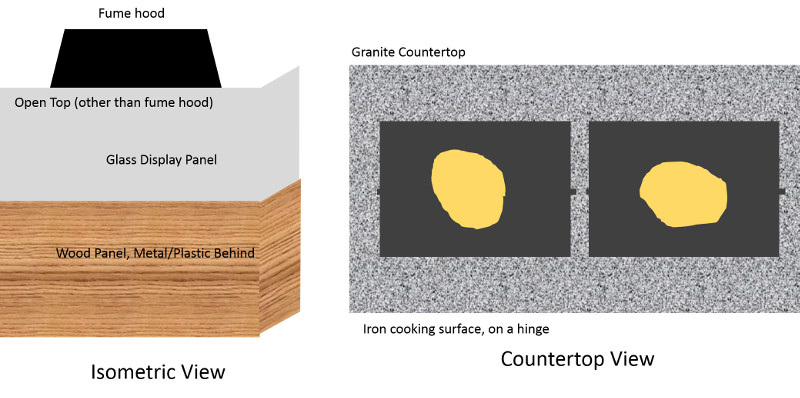 Fume hood
Open Top (other than fume hood)
Glass Display Panel
Wood Panel, Metal/Plastic Behind
Isometric View
Granite Countertop
Iron cooking surface, on a hinge
Countertop View